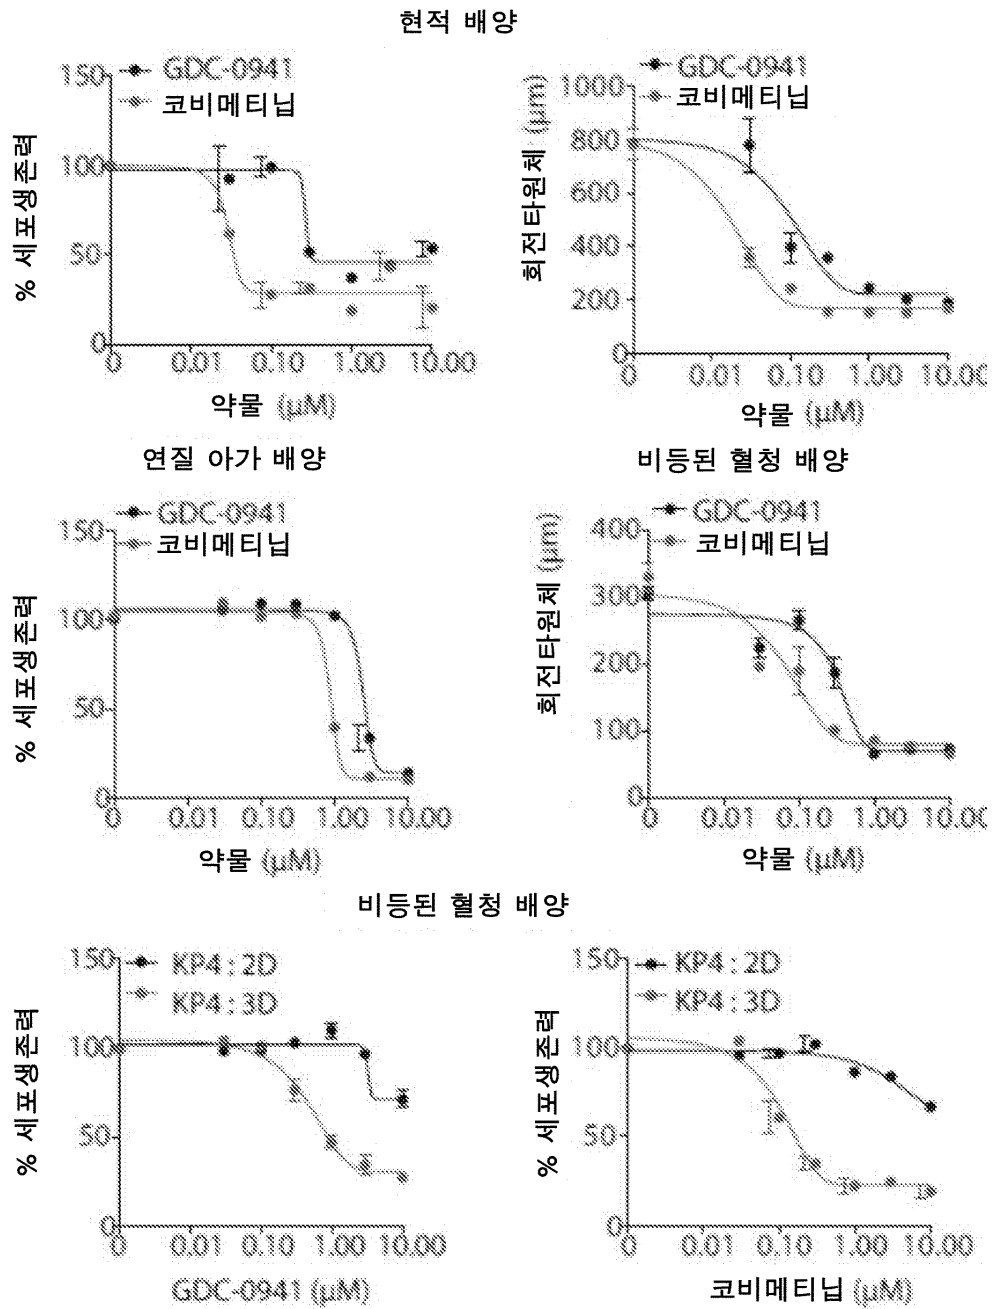 현적 배양
150
GDC-0941
코비메티닙
100
50
0
% 세포생존력
0 0.01 0.10 1.00 10.00
약물 (μM)
1000
GDC-0941
코비메티닙
800
600
400
200
0
회전타원체 (μm)
0 0.01 0.10 1.00 10.00
약물 (μM)
연질 아가 배양
150
GDC-0941
코비메티닙
100
50
0
% 세포생존력
0 0.01 0.10 1.00 10.00
약물 (μM)
비등된 혈청 배양
400
GDC-0941
코비메티닙
300
200
100
0
회전타원체 (μm)
0 0.01 0.10 1.00 10.00
약물 (μM)
비등된 혈청 배양
150
KP4 : 2D
KP4 : 3D
100
50
0
% 세포생존력
0 0.01 0.10 1.00 10.00
GDC-0941 (μM)
150
KP4 : 2D
KP4 : 3D
100
50
0
% 세포생존력
0 0.01 0.10 1.00 10.00
코비메티닙 (μM)